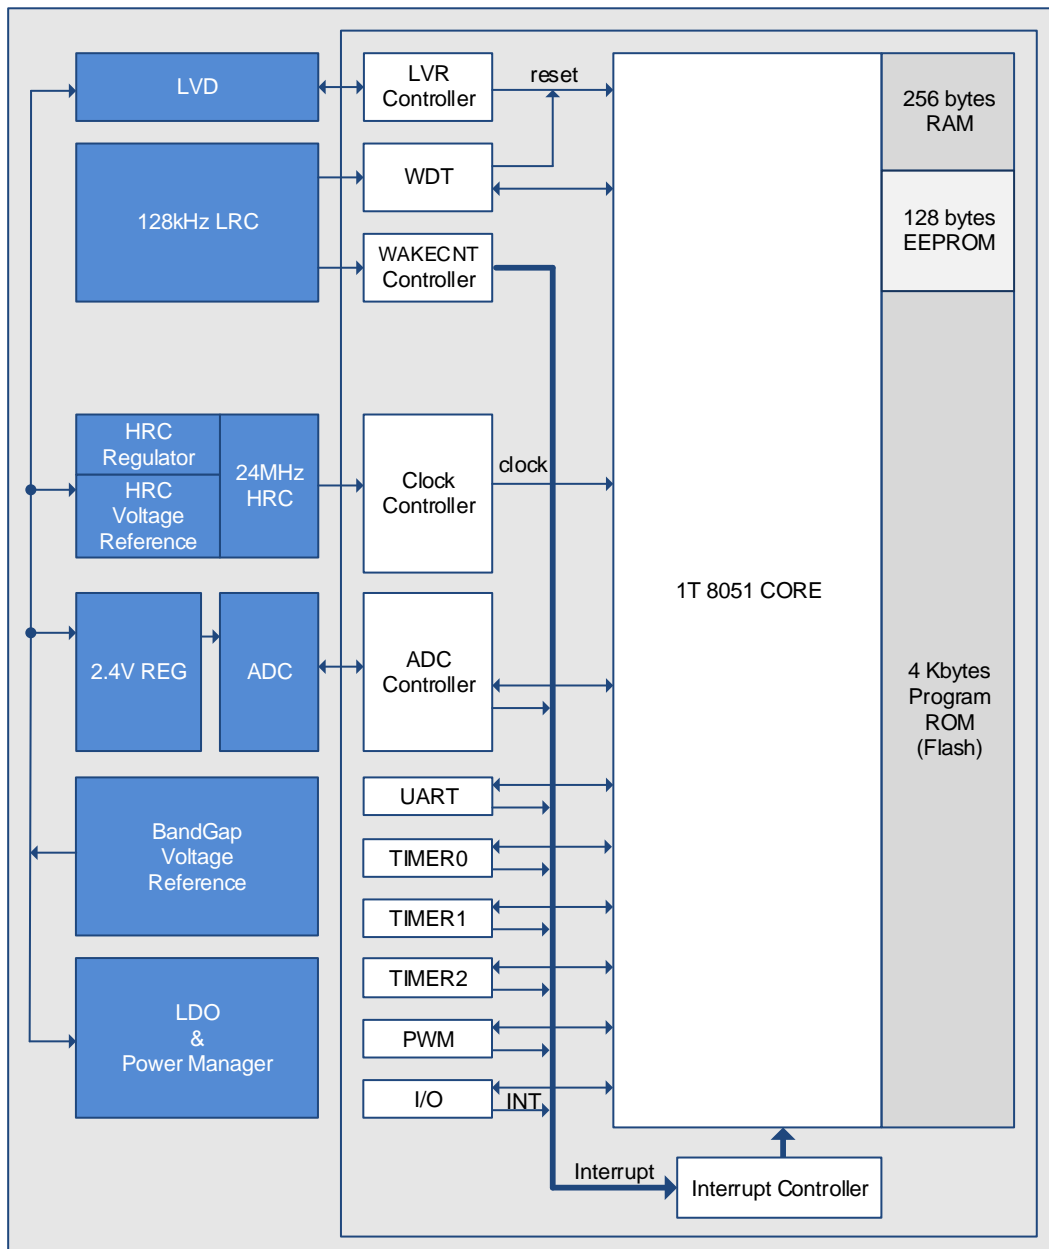 LVD
LVR
Controller
reset
256 bytes
RAM
128kHz LRC
WDT
128 bytes
EEPROM
WAKECNT
Controller
HRC
Regulator
HRC
Voltage
Reference
24MHz
HRC
Clock
Controller
clock
1T 8051 CORE
2.4V REG
ADC
ADC
Controller
4 Kbytes
Program
ROM
(Flash)
UART
BandGap
Voltage
Reference
TIMER0
TIMER1
TIMER2
LDO
&
Power Manager
PWM
I/O
INT
Interrupt
Interrupt Controller